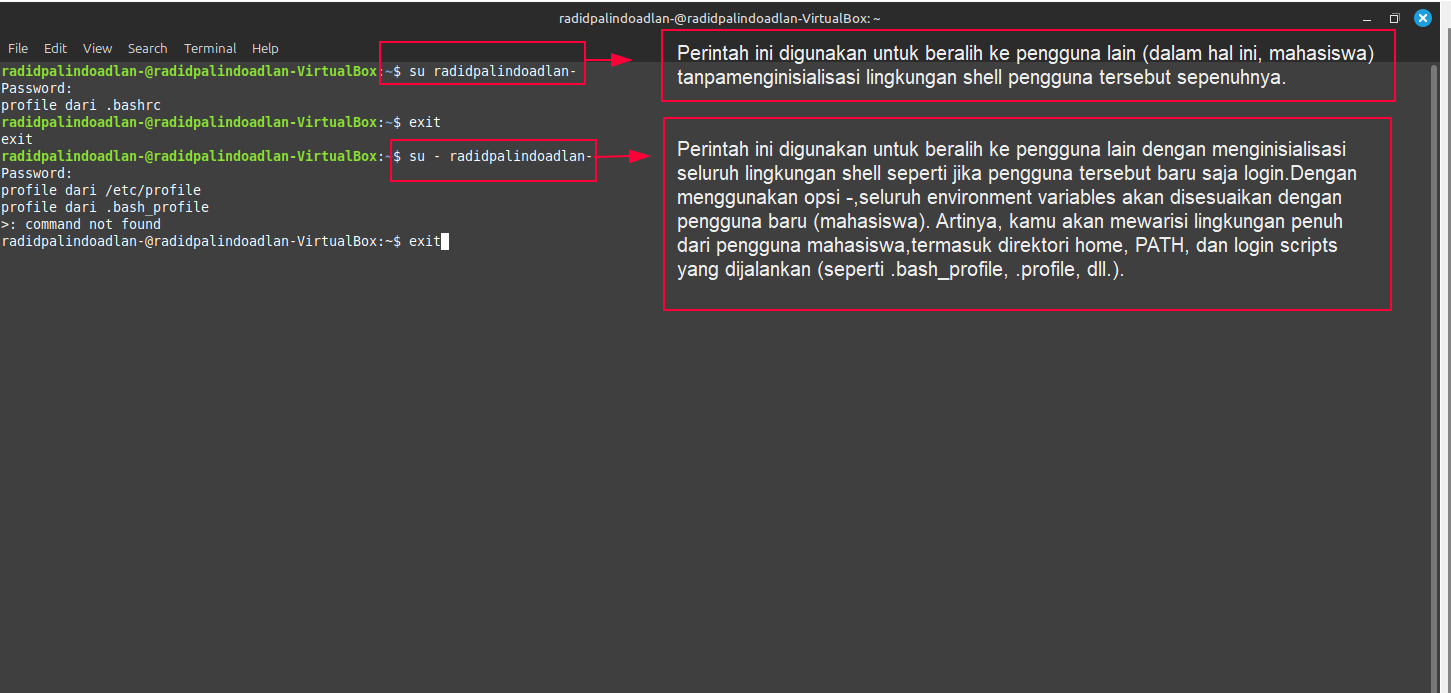 radidpalindoadlan-@radidpalindoadlan-VirtualBox: ~
File Edit View Search Terminal Help
radidpalindoadlan-@radidpalindoadlan-VirtualBox:~$ su radidpalindoadlan-
Password:
profile dari .bashrc
radidpalindoadlan-@radidpalindoadlan-VirtualBox:~$ exit
exit
radidpalindoadlan-@radidpalindoadlan-VirtualBox:~$ su - radidpalindoadlan-
Password:
profile dari /etc/profile
profile dari .bash_profile
>: command not found
radidpalindoadlan-@radidpalindoadlan-VirtualBox:~$ exit
Perintah ini digunakan untuk beralih ke pengguna lain (dalam hal ini, mahasiswa)
tanpamenginisialisasi lingkungan shell pengguna tersebut sepenuhnya.
Perintah ini digunakan untuk beralih ke pengguna lain dengan menginisialisasi
seluruh lingkungan shell seperti jika pengguna tersebut baru saja login.Dengan
menggunakan opsi -,seluruh environment variables akan disesuaikan dengan
pengguna baru (mahasiswa). Artinya, kamu akan mewarisi lingkungan penuh
dari pengguna mahasiswa,termasuk direktori home, PATH, dan login scripts
yang dijalankan (seperti .bash_profile, .profile, dll.).